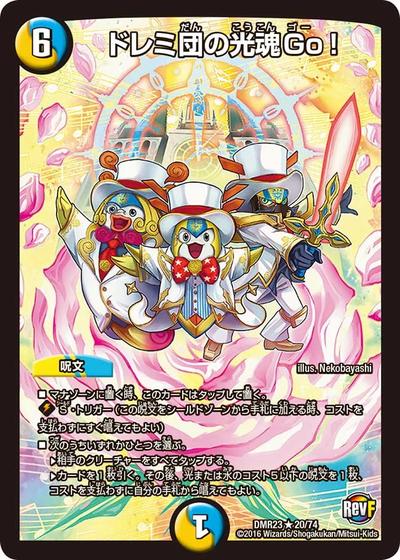 6
ドレミ団の光魂Go！
だん こうこん ゴー
illus. Nekobayashi
呪文
■マナゾーンに置く時、このカードはタップして置く。
S・トリガー（この呪文をシールドゾーンから手札に加える時、コストを
支払わずにすぐ唱えてもよい）
■次のうちいずれかひとつを選ぶ。
▶相手のクリーチャーをすべてタップする。
▶カードを1枚引く。その後、光または水のコスト5以下の呪文を1枚、
コストを支払わずに自分の手札から唱えてもよい。
1
RevF
DMR23★20/74
©2016 Wizards/Shogakukan/Mitsui-Kids